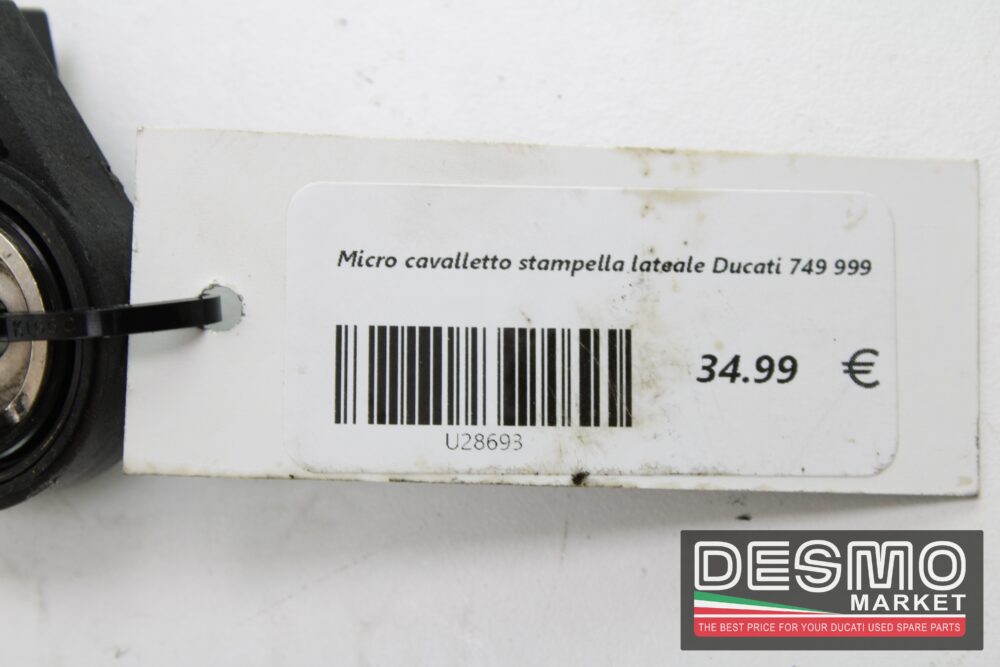 Micro cavalletto stampella lateale Ducati 749 999
34.99 €
U28693
DESMO
MARKET
THE BEST PRICE FOR YOUR DUCATI USED SPARE PARTS